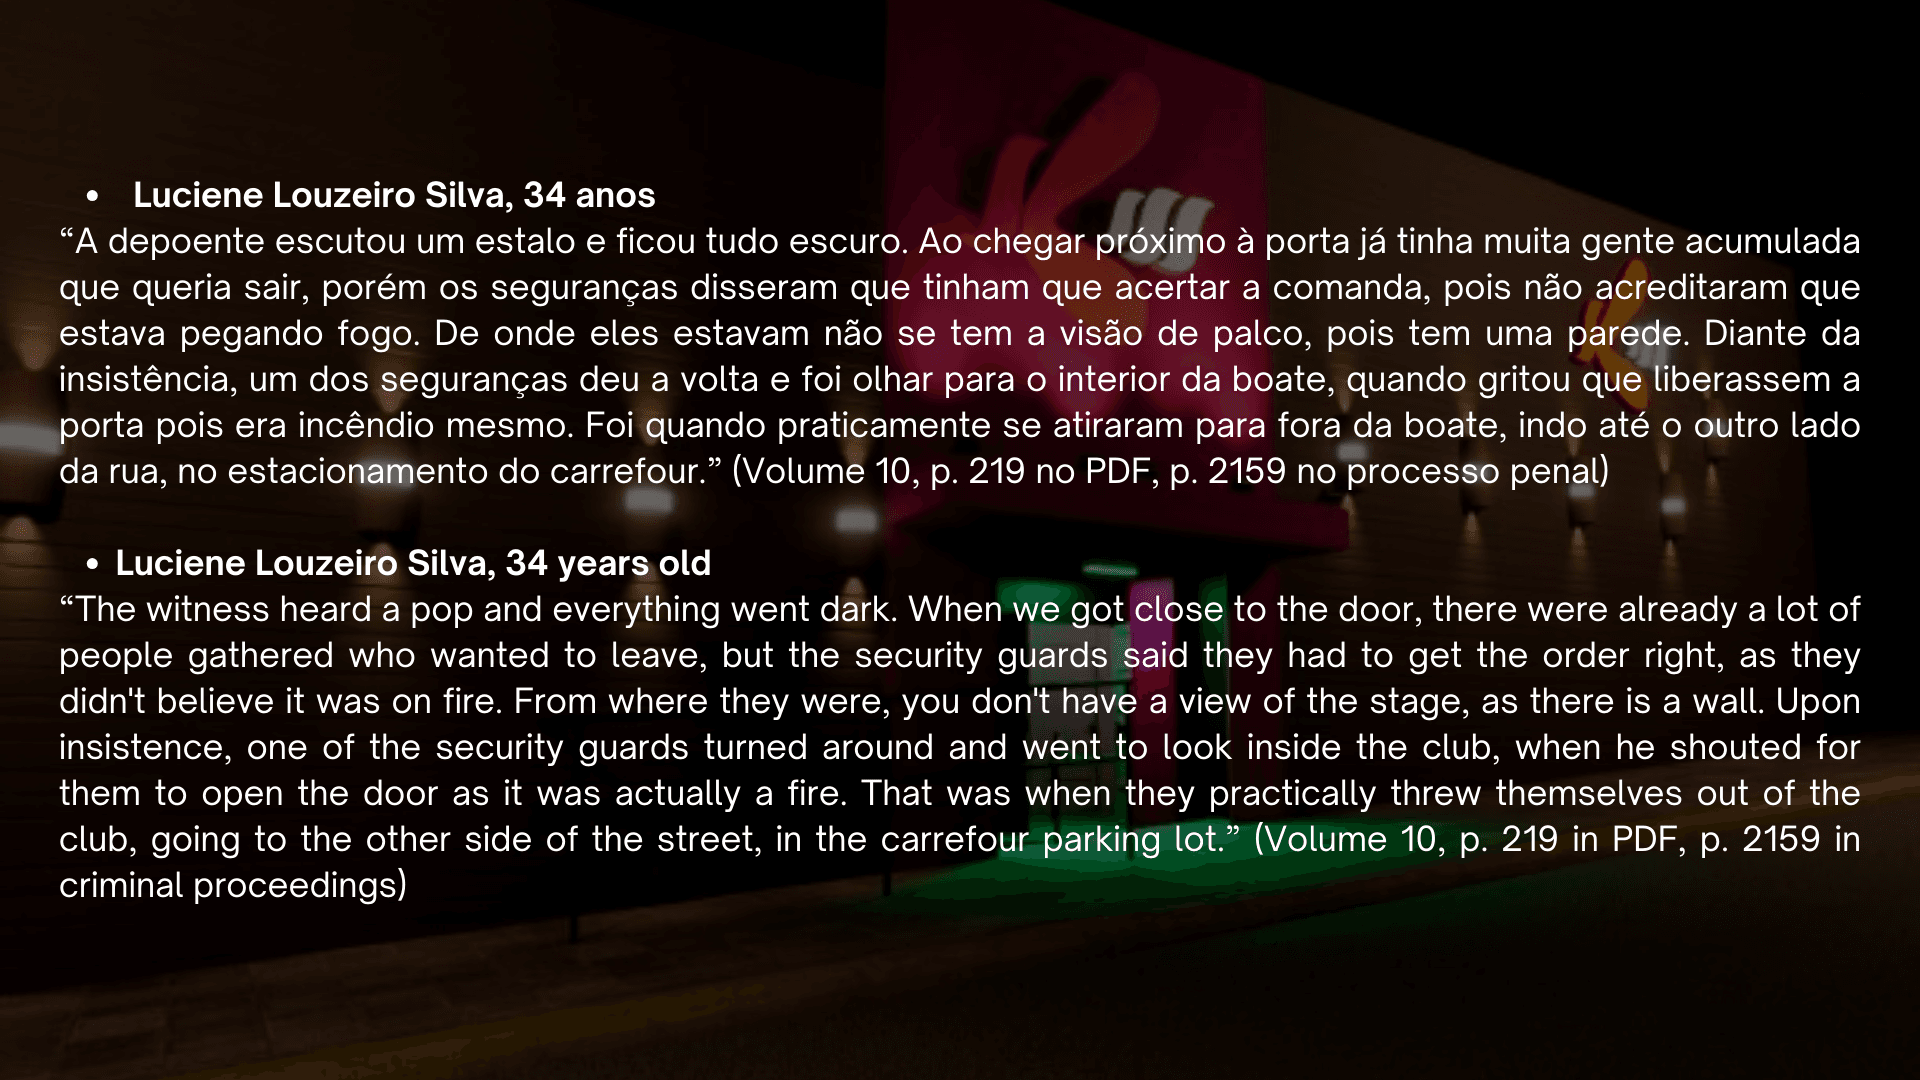 • Luciene Louzeiro Silva, 34 anos
“A depoente escutou um estalo e ficou tudo escuro. Ao chegar próximo à porta já tinha muita gente acumulada
que queria sair, porém os seguranças disseram que tinham que acertar a comanda, pois não acreditaram que
estava pegando fogo. De onde eles estavam não se tem a visão de palco, pois tem uma parede. Diante da
insistência, um dos seguranças deu a volta e foi olhar para o interior da boate, quando gritou que liberassem a
porta pois era incêndio mesmo. Foi quando praticamente se atiraram para fora da boate, indo até o outro lado
da rua, no estacionamento do carrefour.” (Volume 10, p. 219 no PDF, p. 2159 no processo penal)
• Luciene Louzeiro Silva, 34 years old
“The witness heard a pop and everything went dark. When we got close to the door, there were already a lot of
people gathered who wanted to leave, but the security guards said they had to get the order right, as they
didn't believe it was on fire. From where they were, you don't have a view of the stage, as there is a wall. Upon
insistence, one of the security guards turned around and went to look inside the club, when he shouted for
them to open the door as it was actually a fire. That was when they practically threw themselves out of the
club, going to the other side of the street, in the carrefour parking lot.” (Volume 10, p. 219 in PDF, p. 2159 in
criminal proceedings)